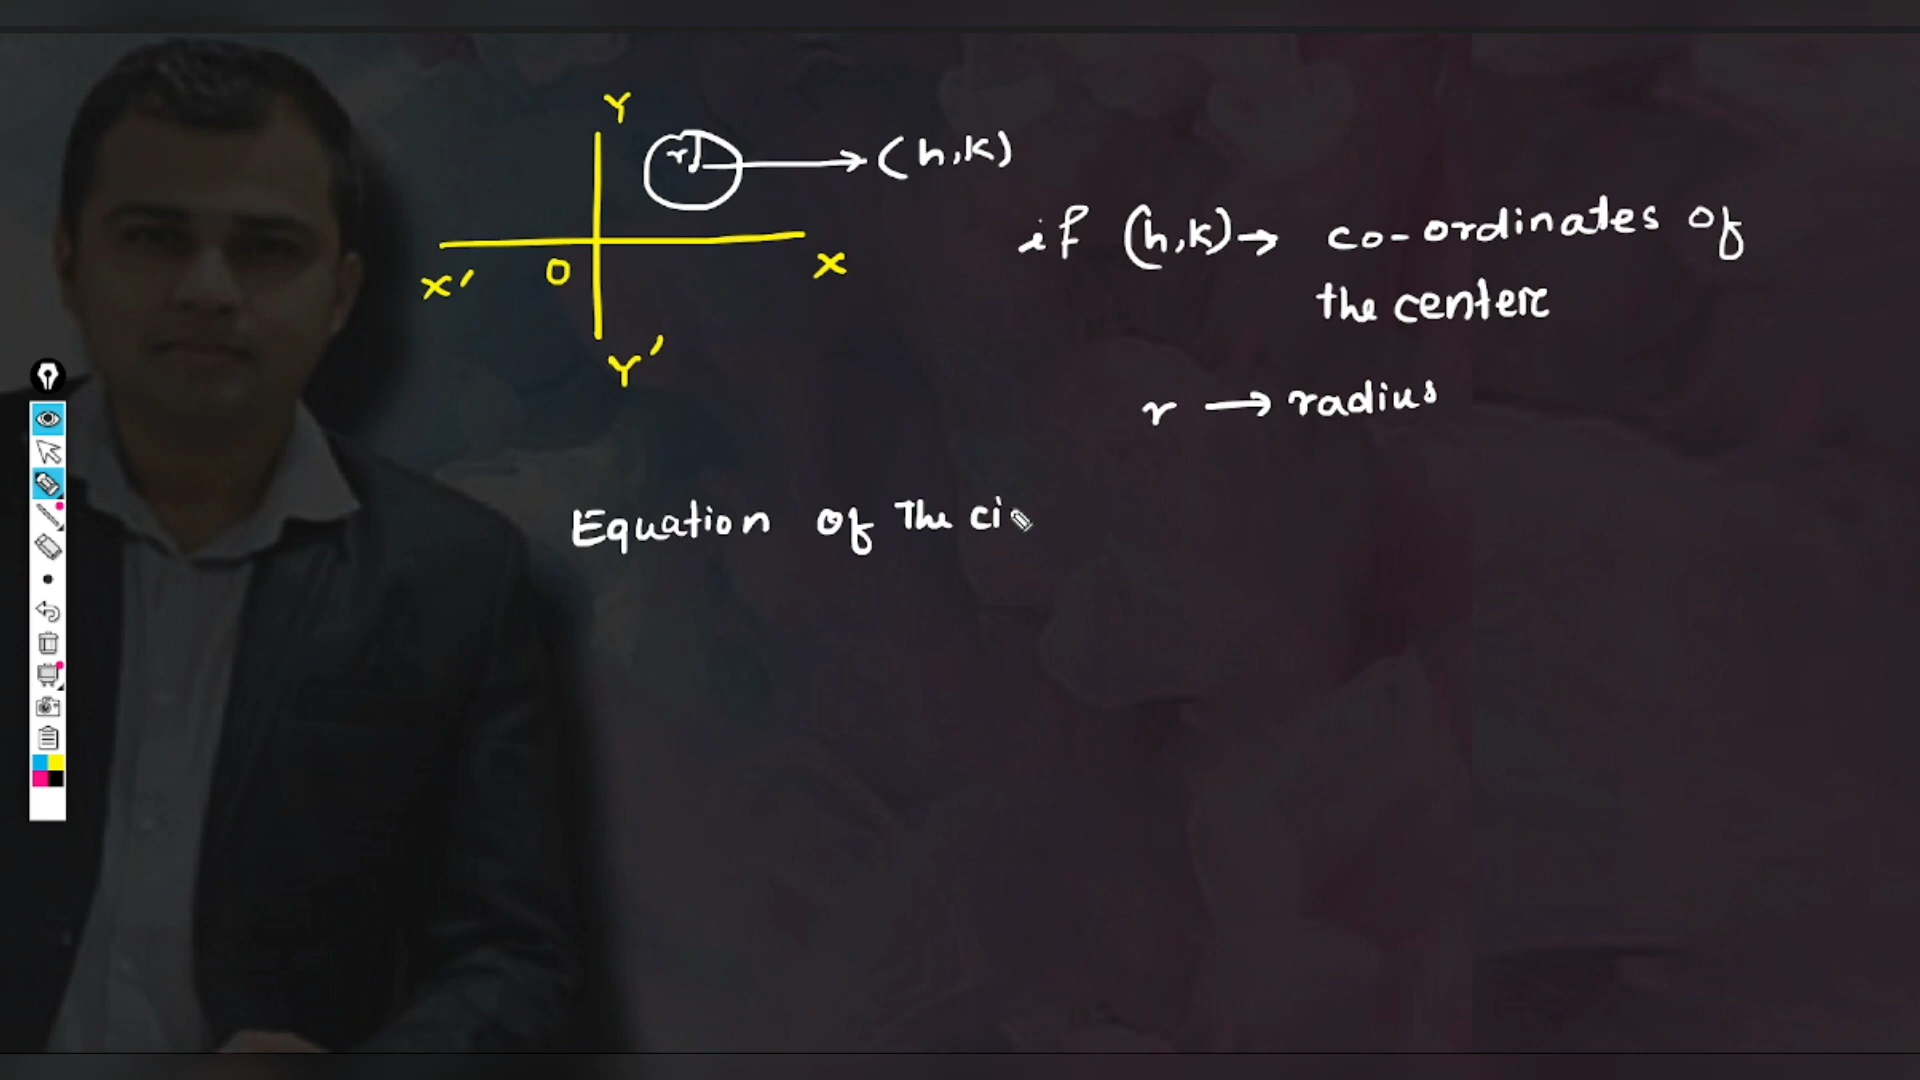 Y
r
(h,k)
X'
O
X
Y'
if (h,k)→ co-ordinates of
the center
r → radius
Equation of The ci